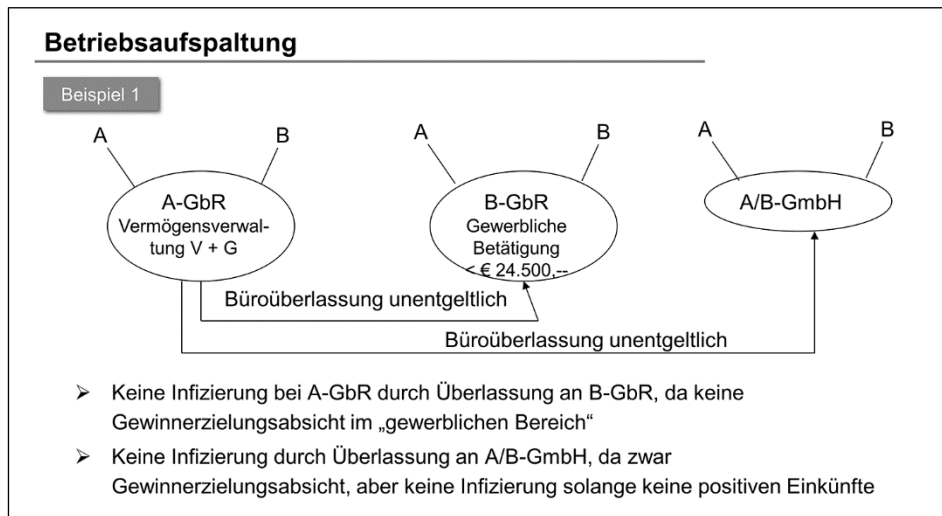 Betriebsaufspaltung
Beispiel 1
A
B
A
B
A
B
A-GbR
Vermögensverwal-
tung V + G
B-GbR
Gewerbliche
Betätigung
< € 24.500,--
A/B-GmbH
Büroüberlassung unentgeltlich
Büroüberlassung unentgeltlich
➢ Keine Infizierung bei A-GbR durch Überlassung an B-GbR, da keine
Gewinnerzielungsabsicht im „gewerblichen Bereich“
➢ Keine Infizierung durch Überlassung an A/B-GmbH, da zwar
Gewinnerzielungsabsicht, aber keine Infizierung solange keine positiven Einkünfte